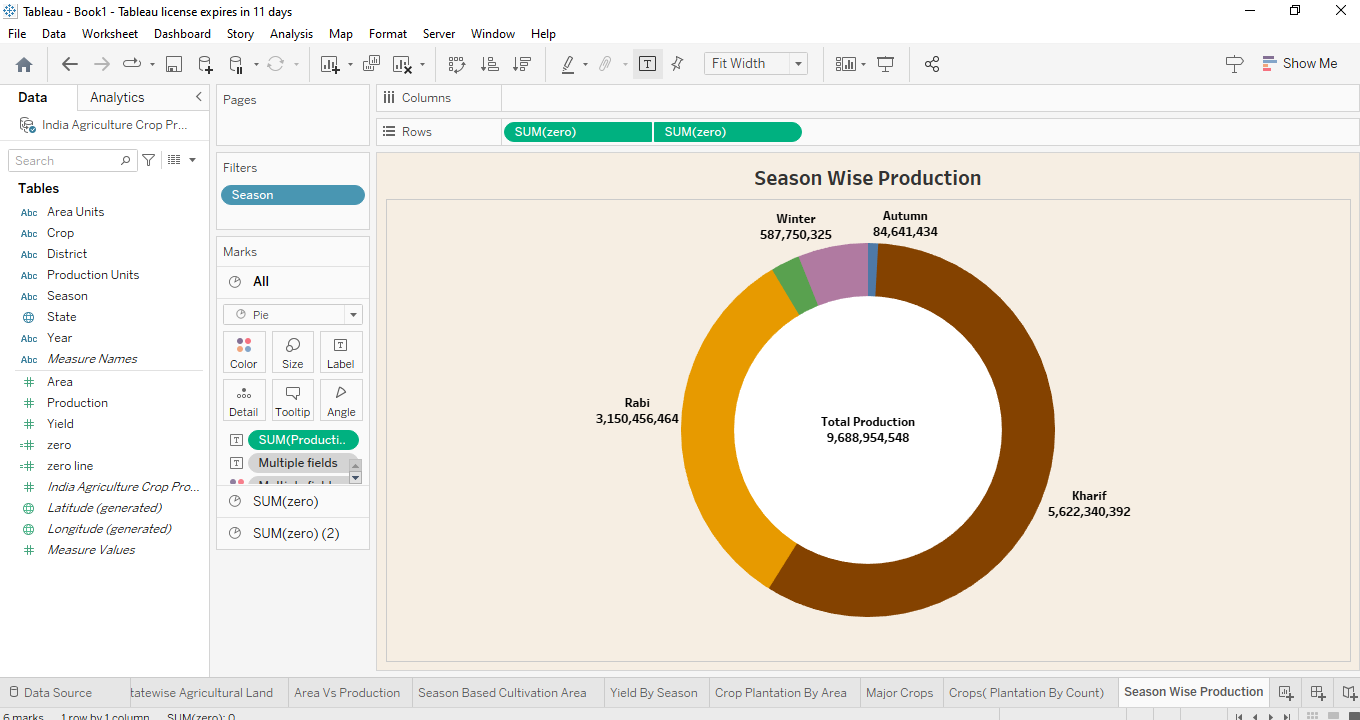 Tableau - Book1 - Tableau license expires in 11 days
File Data Worksheet Dashboard Story Analysis Map Format Server Window Help
Fit Width
Show Me
Data Analytics
India Agriculture Crop Pr...
Search
Tables
Abc Area Units
Abc Crop
Abc District
Abc Production Units
Abc Season
State
Abc Year
Abc Measure Names
# Area
# Production
# Yield
=# zero
=# zero line
# India Agriculture Crop Pro...
Latitude (generated)
Longitude (generated)
# Measure Values
Pages
Filters
Season
Marks
All
Pie
Color Size Label
Detail Tooltip Angle
SUM(Producti..
Multiple fields
SUM(zero)
SUM(zero) (2)
Columns
Rows SUM(zero) SUM(zero)
Season Wise Production
Winter
587,750,325
Autumn
84,641,434
Rabi
3,150,456,464
Total Production
9,688,954,548
Kharif
5,622,340,392
Data Source tatewise Agricultural Land Area Vs Production Season Based Cultivation Area Yield By Season Crop Plantation By Area Major Crops Crops( Plantation By Count) Season Wise Production
6 marks 1 row by 1 column SUM(zero): 0